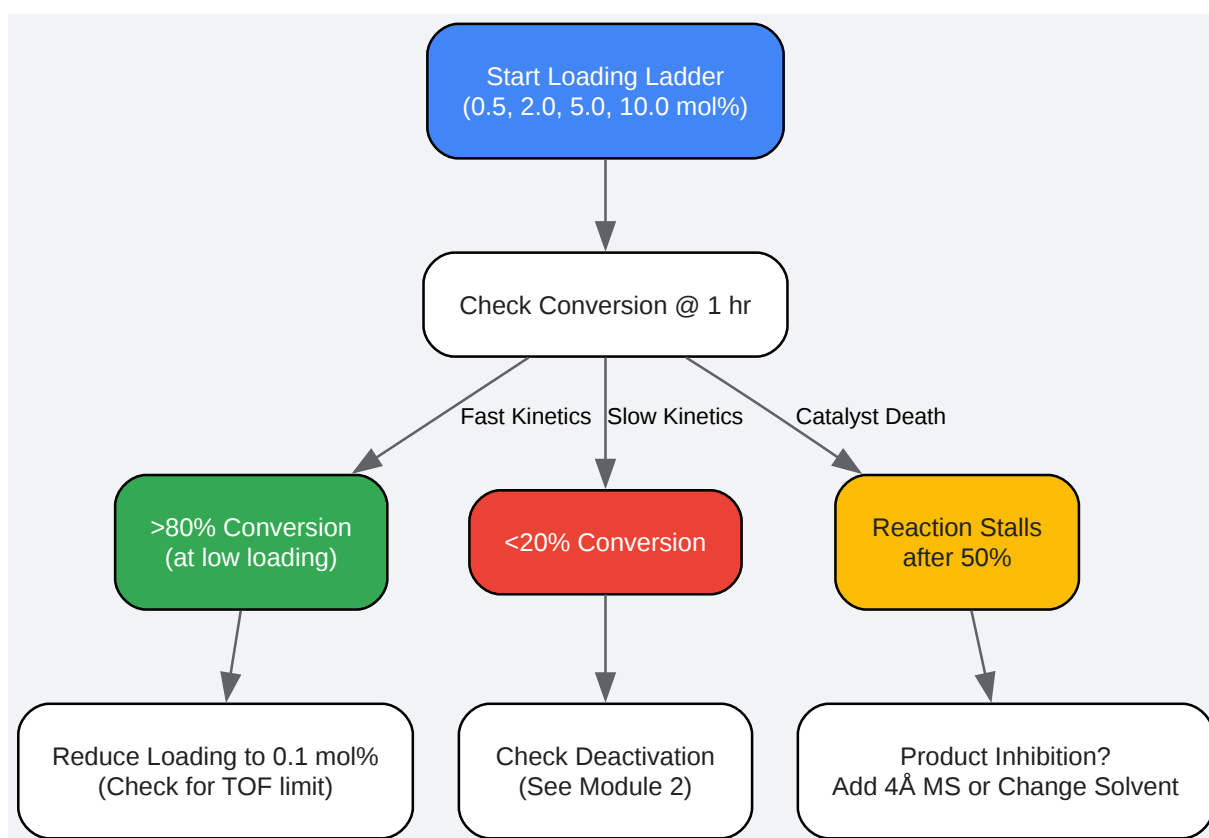 Start Loading Ladder
(0.5, 2.0, 5.0, 10.0 mol%)
Check Conversion @ 1 hr
Fast Kinetics
Slow Kinetics
Catalyst Death
>80% Conversion
(at low loading)
<20% Conversion
Reaction Stalls
after 50%
Reduce Loading to 0.1 mol%
(Check for TOF limit)
Check Deactivation
(See Module 2)
Product Inhibition?
Add 4Å MS or Change Solvent